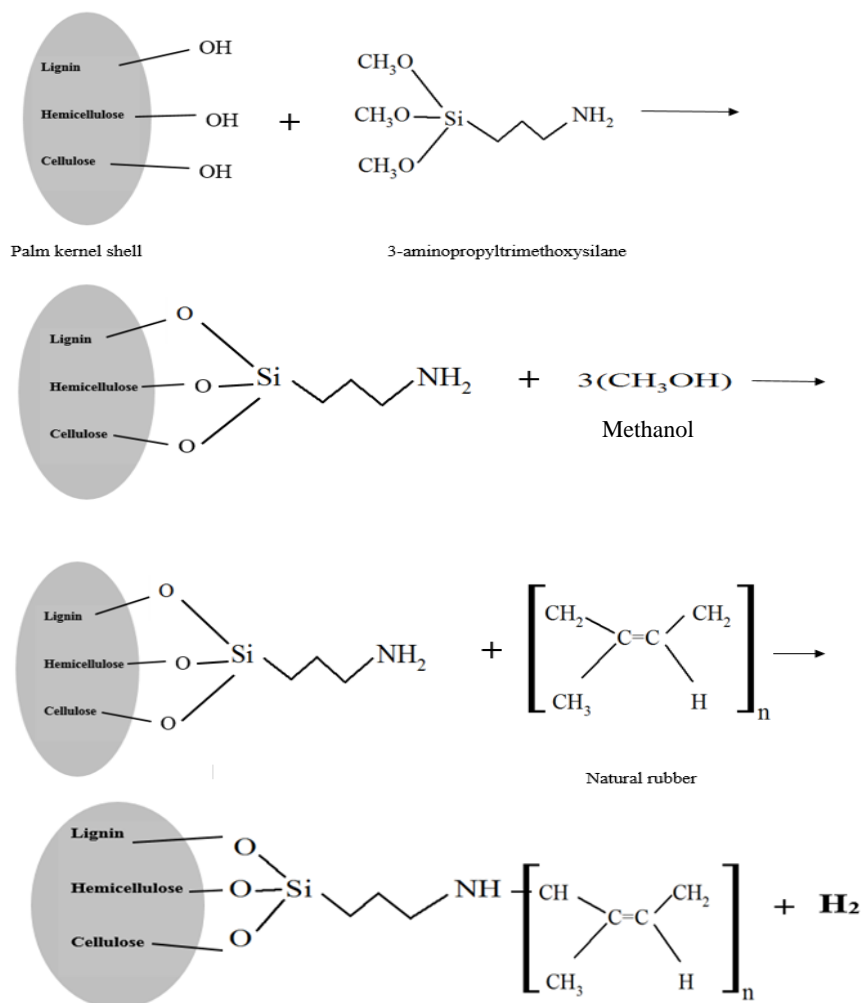 Lignin OH
Hemicellulose OH
Cellulose OH
+
CH₃O
CH₃O Si NH₂
CH₃O
Palm kernel shell
3-aminopropyltrimethoxysilane
Lignin O
Hemicellulose O Si NH₂
Cellulose O
+ 3(CH₃OH)
Methanol
Lignin O
Hemicellulose O Si NH₂
Cellulose O
+
CH₂ CH₂
C=C
CH₃ H
n
Natural rubber
Lignin O
Hemicellulose O Si NH
Cellulose O
CH CH₂
C=C
CH₃ H
n
+ H₂